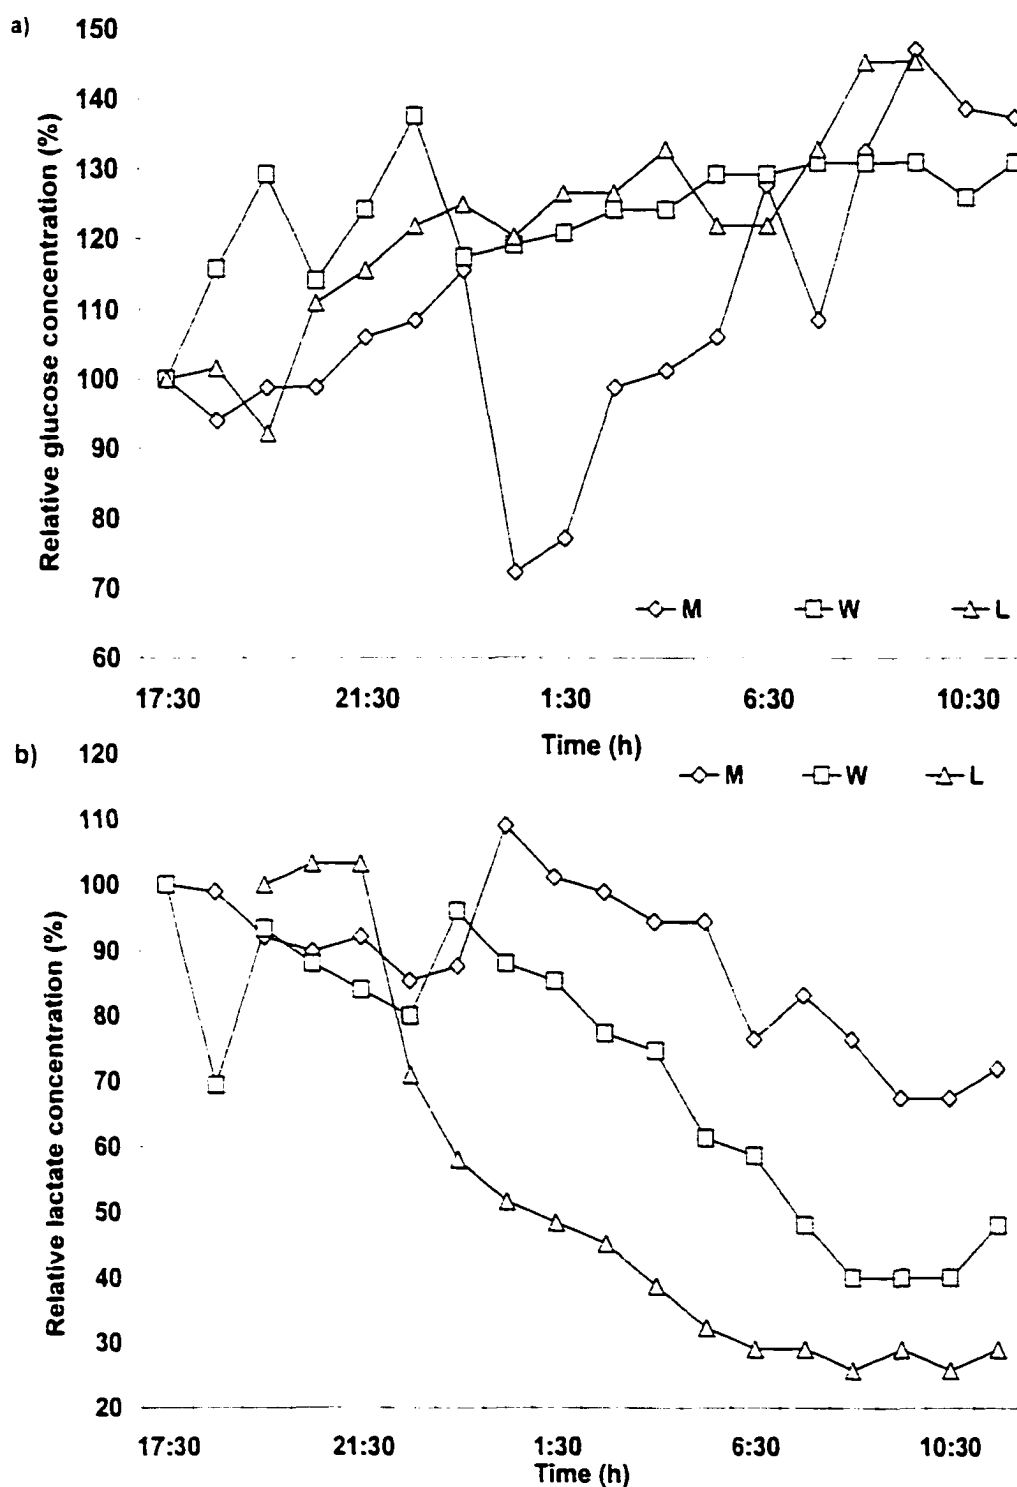 a)
150
140
130
120
110
100
90
80
70
60
Relative glucose concentration (%)
M W L
17:30 21:30 1:30 6:30 10:30
Time (h)
b)
120
110
100
90
80
70
60
50
40
30
20
Relative lactate concentration (%)
M W L
17:30 21:30 1:30 6:30 10:30
Time (h)